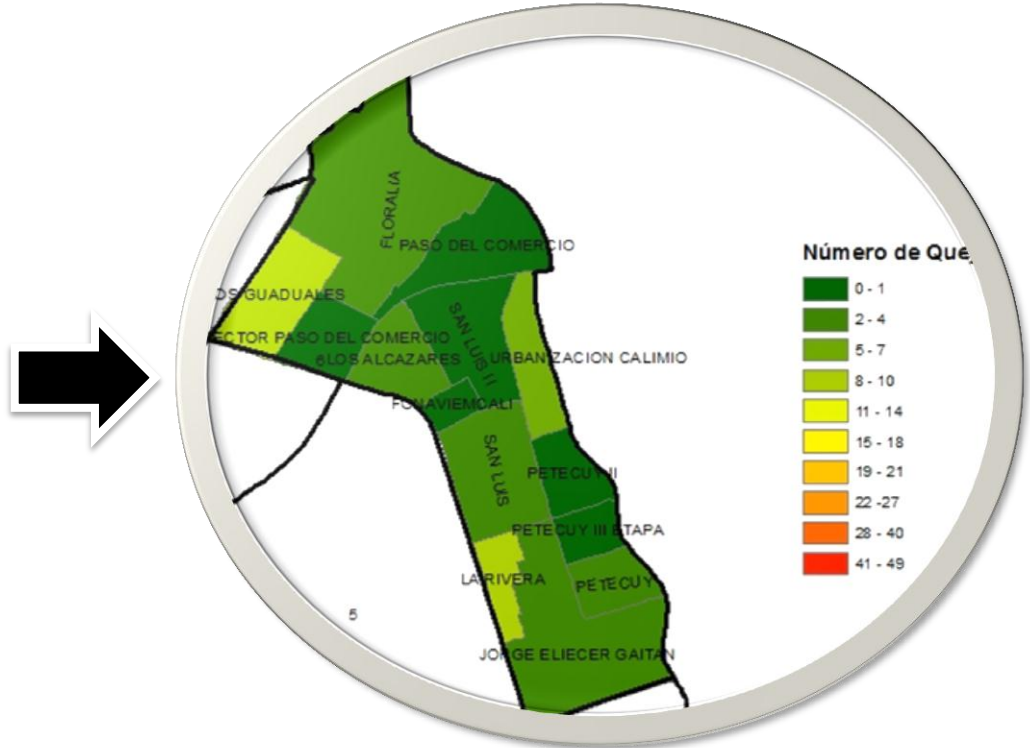 FLORALIA
PASO DEL COMERCIO
OS GUADUALES
ECTOR PASO DEL COMERCIO
6
LOS ALCAZARES
SAN LUIS II
URBANIZACION CALIMIO
FONAVIEMCALI
SAN LUIS
PETECUY II
PETECUY III ETAPA
LA RIVERA
PETECUY
5
JORGE ELIECER GAITAN
Número de Que
0 - 1
2 - 4
5 - 7
8 - 10
11 - 14
15 - 18
19 - 21
22 -27
28 - 40
41 - 49